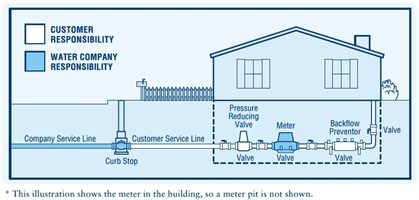 CUSTOMER
RESPONSIBILITY
WATER COMPANY
RESPONSIBILITY
Company Service Line
Curb Stop
Customer Service Line
Pressure
Reducing
Valve
Valve
Meter
Valve
Backflow
Preventor
Valve
Valve
* This illustration shows the meter in the building, so a meter pit is not shown.